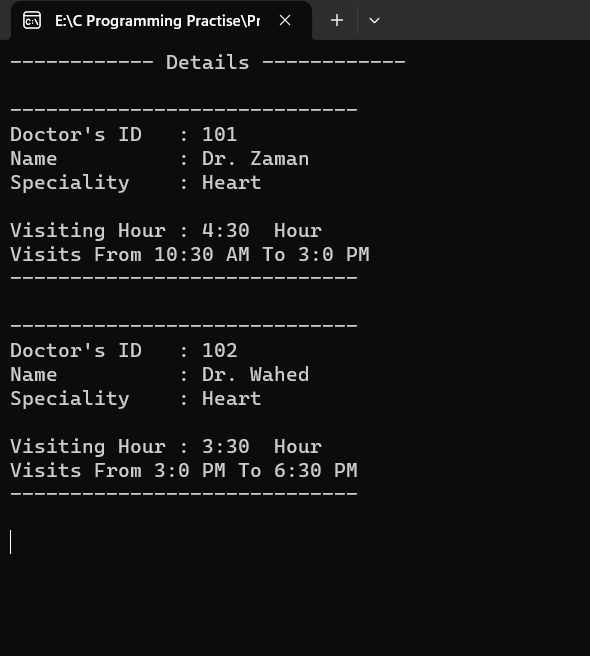 E:\C Programming Practise\Pr
------------ Details ------------
-----------------------------
Doctor's ID   : 101
Name          : Dr. Zaman
Speciality    : Heart
Visiting Hour : 4:30  Hour
Visits From 10:30 AM To 3:0 PM
-----------------------------
-----------------------------
Doctor's ID   : 102
Name          : Dr. Wahed
Speciality    : Heart
Visiting Hour : 3:30  Hour
Visits From 3:0 PM To 6:30 PM
-----------------------------